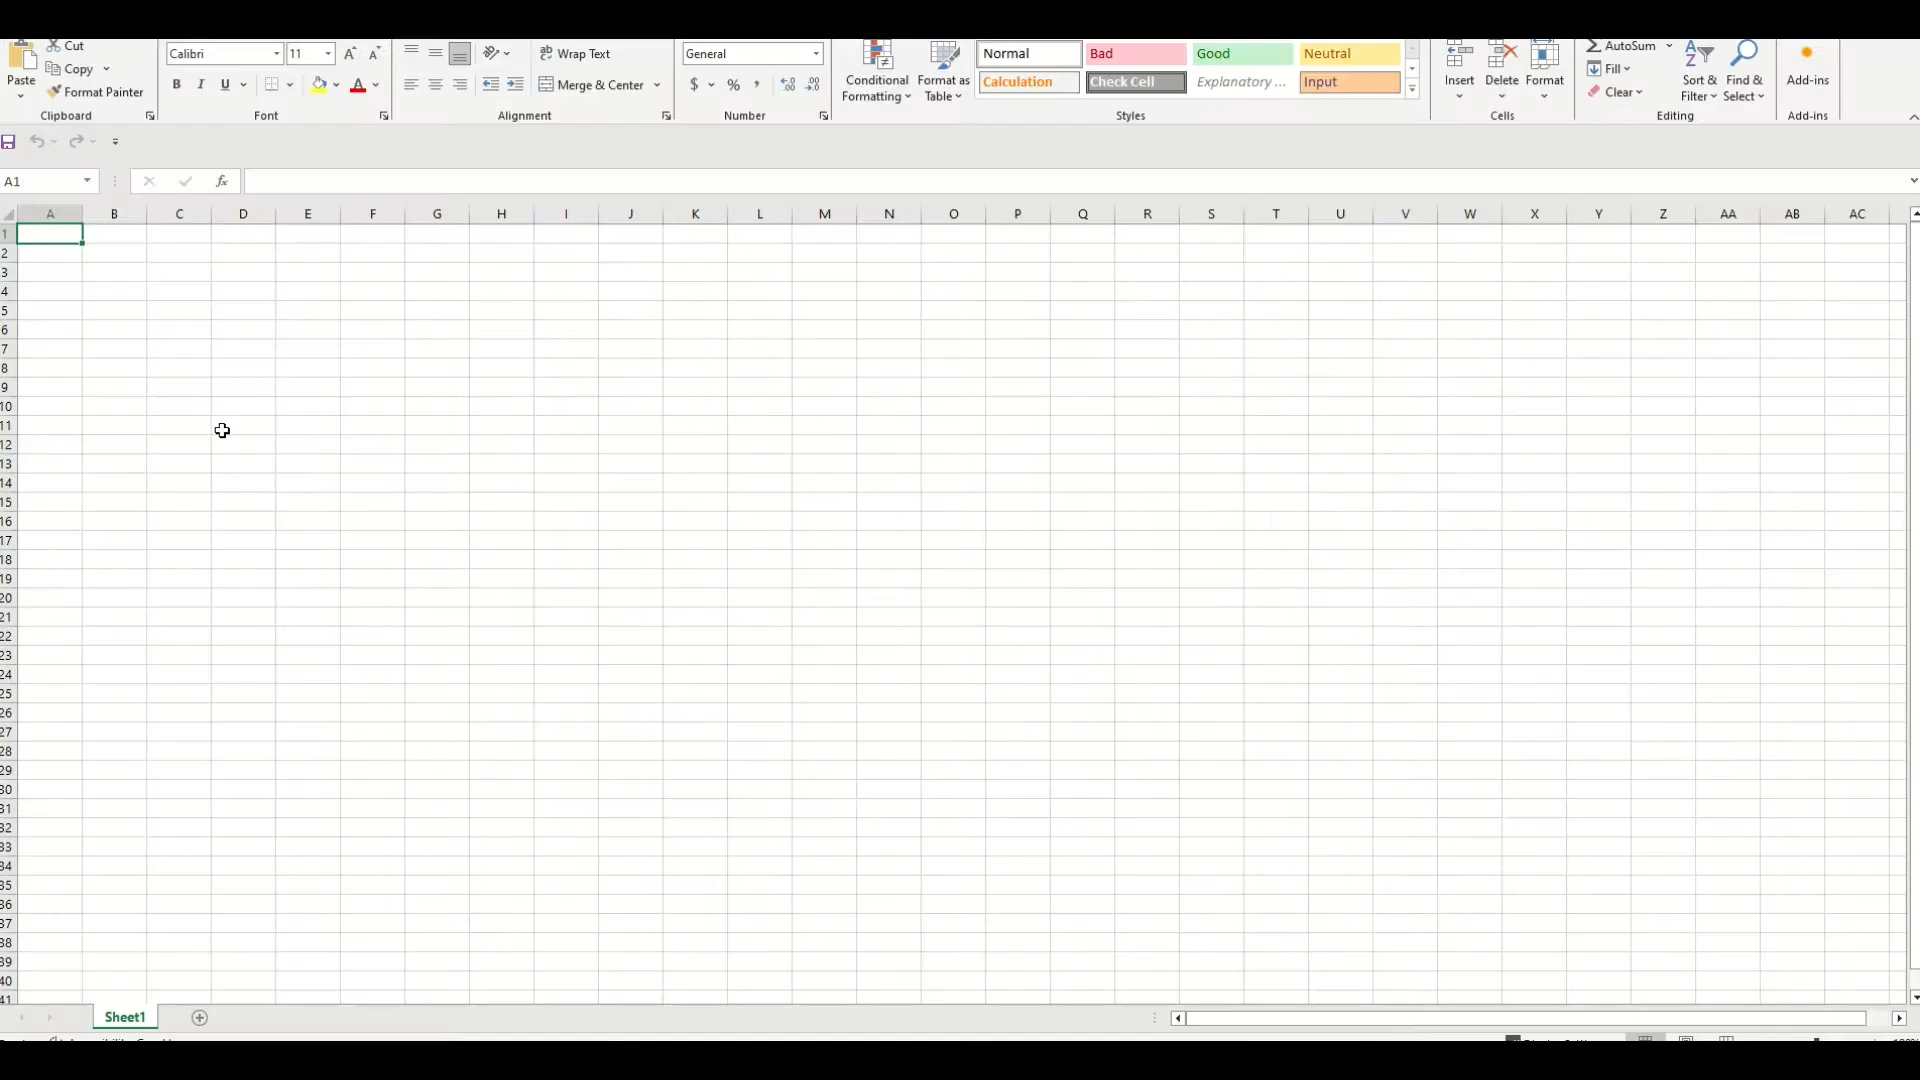 Cut
Copy
Format Painter
Paste
Clipboard
Calibri 11
B I U
Font
Wrap Text
Merge & Center
Alignment
General
$ % ,
Number
Conditional Formatting
Format as Table
Normal Bad Good Neutral
Calculation Check Cell Explanatory ... Input
Styles
Insert Delete Format
Cells
AutoSum
Fill
Clear
Sort & Filter
Find & Select
Editing
Add-ins
Add-ins
A1
fx
A B C D E F G H I J K L M N O P Q R S T U V W X Y Z AA AB AC
1
2
3
4
5
6
7
8
9
10
11
12
13
14
15
16
17
18
19
20
21
22
23
24
25
26
27
28
29
30
31
32
33
34
35
36
37
38
39
40
41
Sheet1